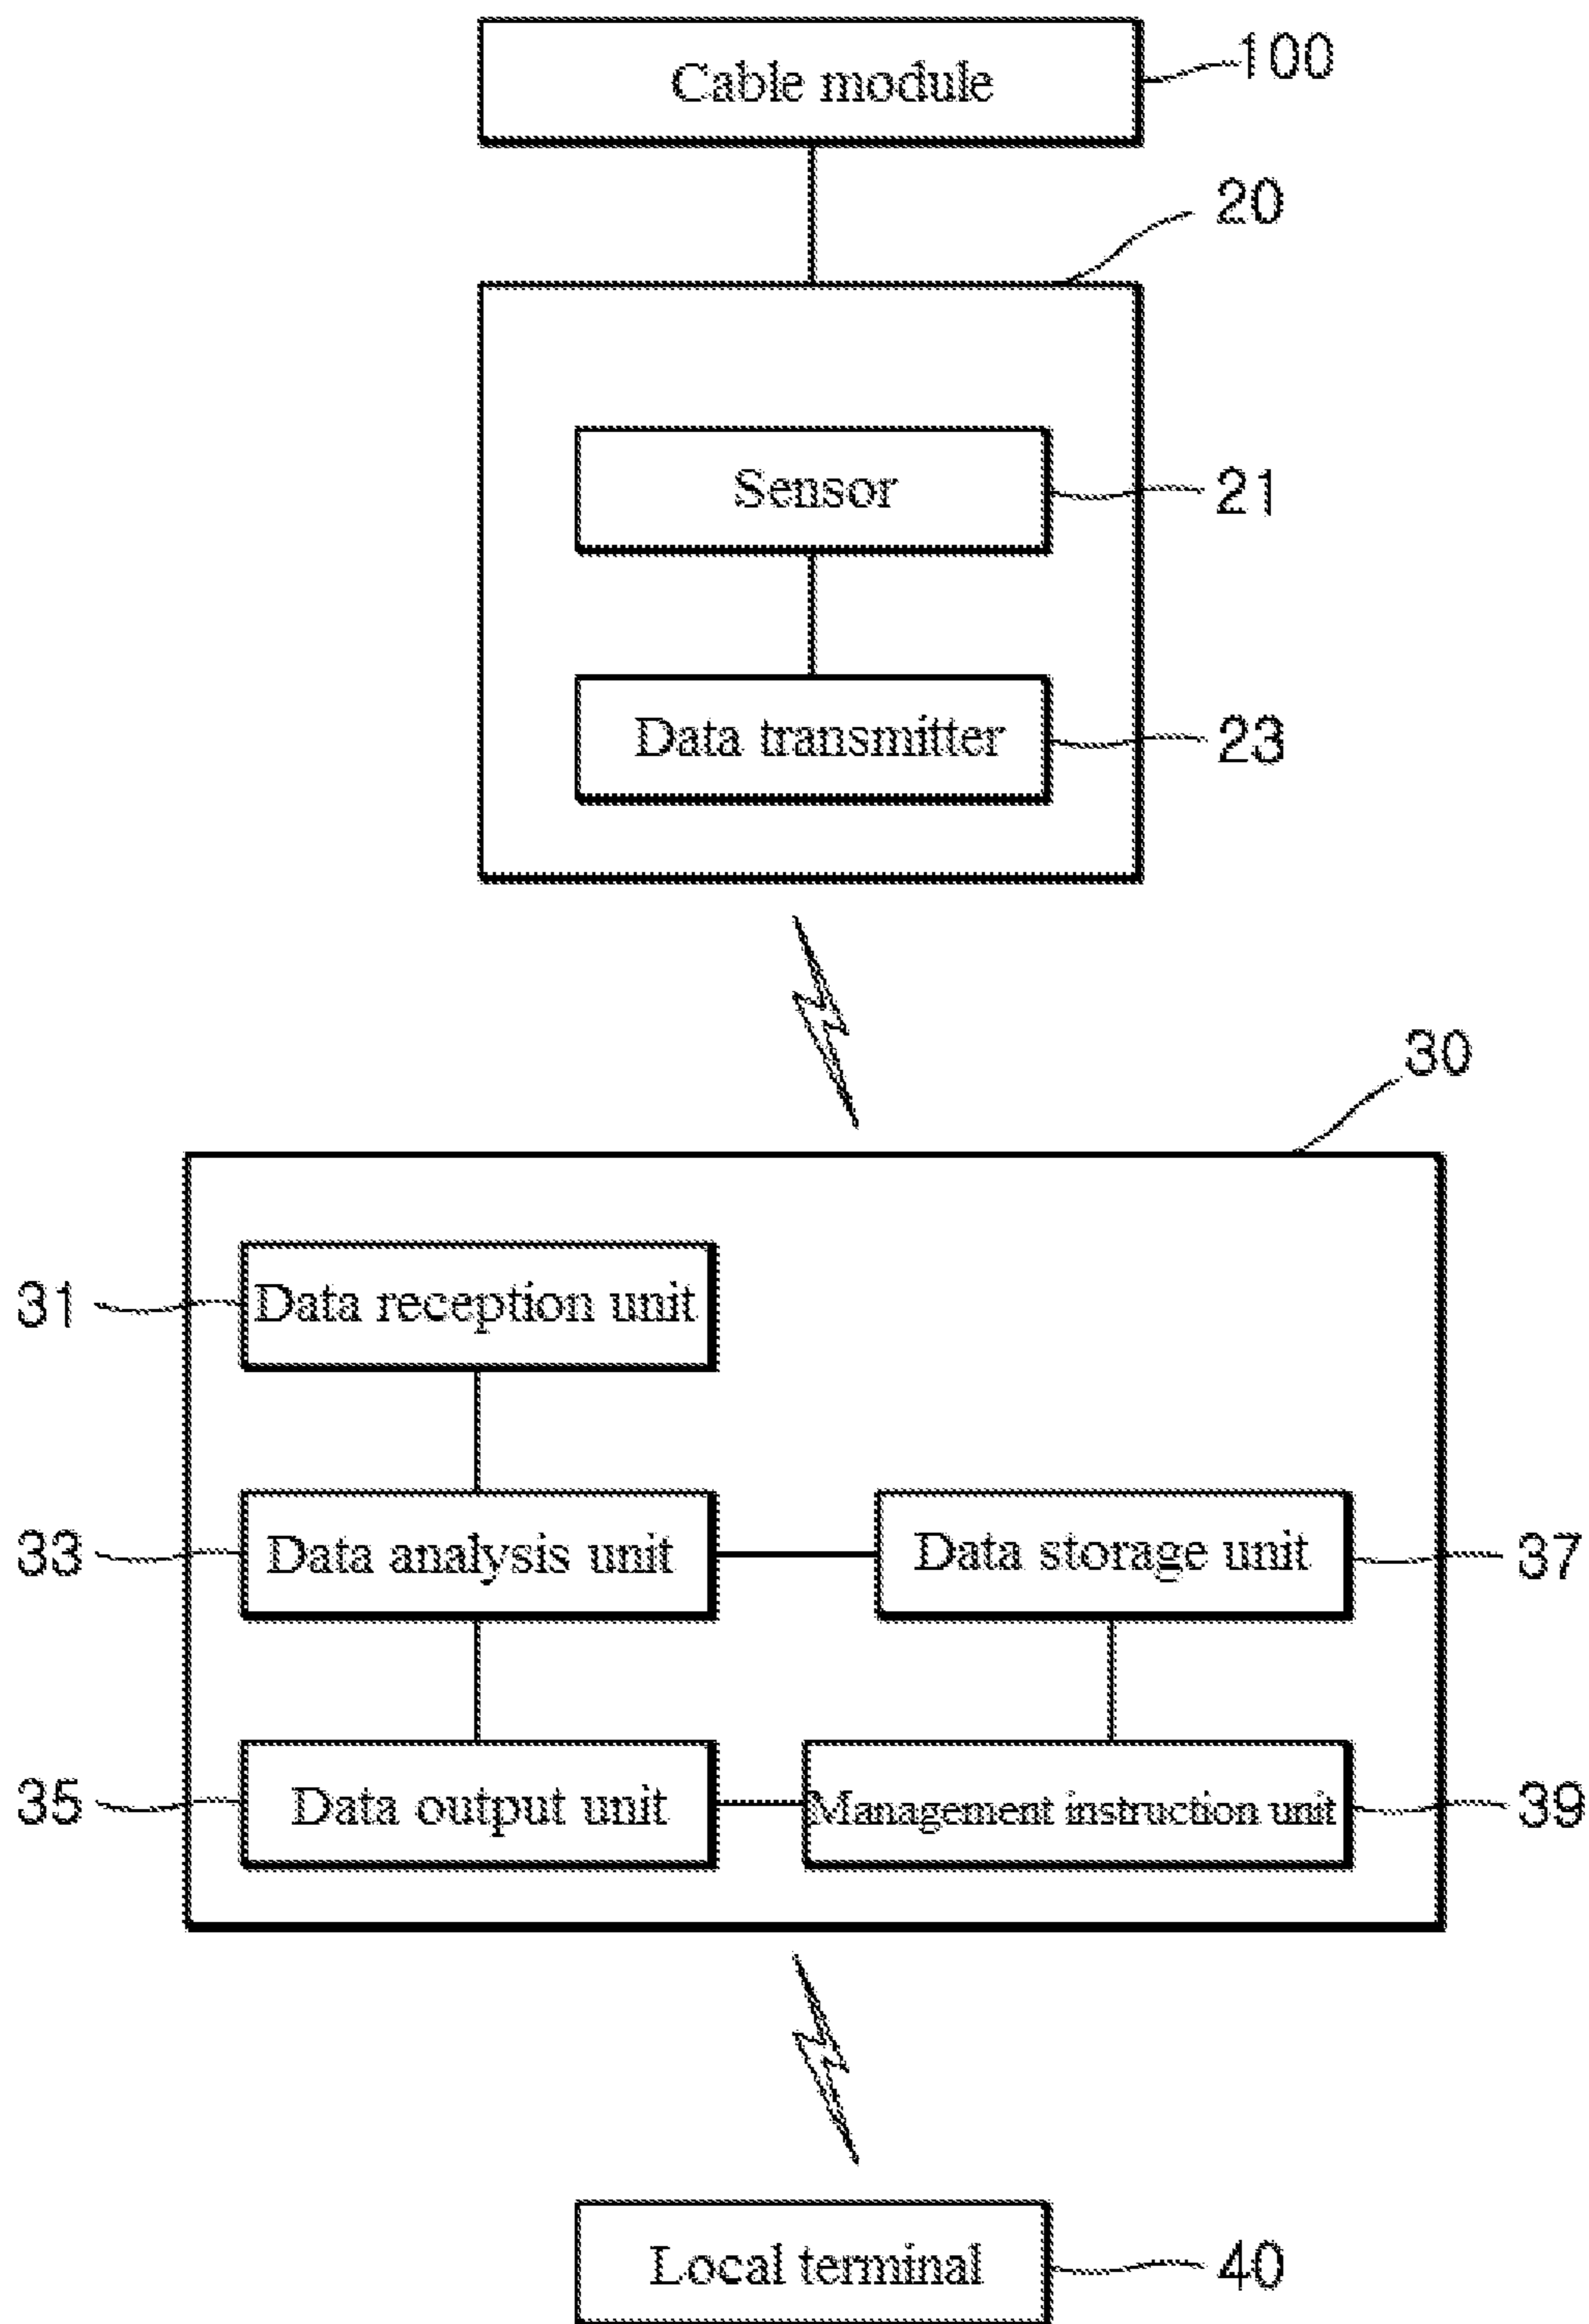 Cable module
100
20
Sensor
21
Data transmitter
23
30
31
Data reception unit
33
Data analysis unit
Data storage unit
37
35
Data output unit
Management instruction unit
39
Local terminal
40